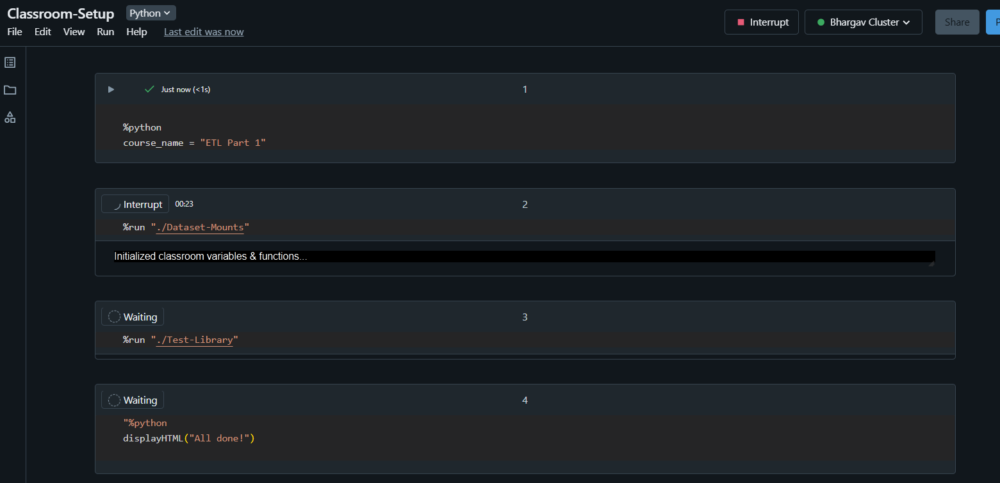 Classroom-Setup Python
File Edit View Run Help Last edit was now
Interrupt Bhargav Cluster Share P
Just now (<1s) 1
%python
course_name = "ETL Part 1"
Interrupt 00:23 2
%run "./Dataset-Mounts"
Initialized classroom variables & functions...
Waiting 3
%run "./Test-Library"
Waiting 4
"%python
displayHTML("All done!")